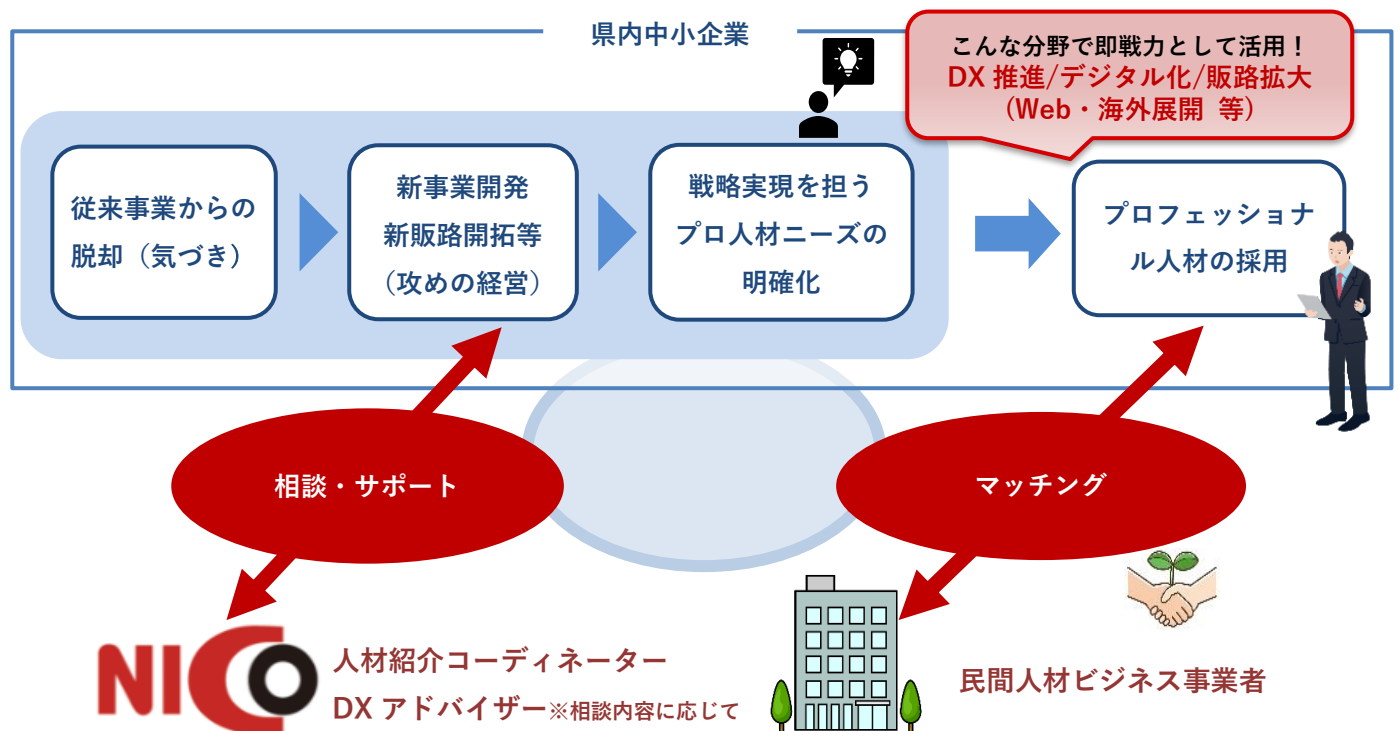 県内中小企業
こんな分野で即戦力として活用！
DX 推進/デジタル化/販路拡大
（Web・海外展開 等）
従来事業からの
脱却（気づき）
新事業開発
新販路開拓等
（攻めの経営）
戦略実現を担う
プロ人材ニーズの
明確化
プロフェッショナ
ル人材の採用
相談・サポート
マッチング
NICO
人材紹介コーディネーター
DX アドバイザー※相談内容に応じて
民間人材ビジネス事業者